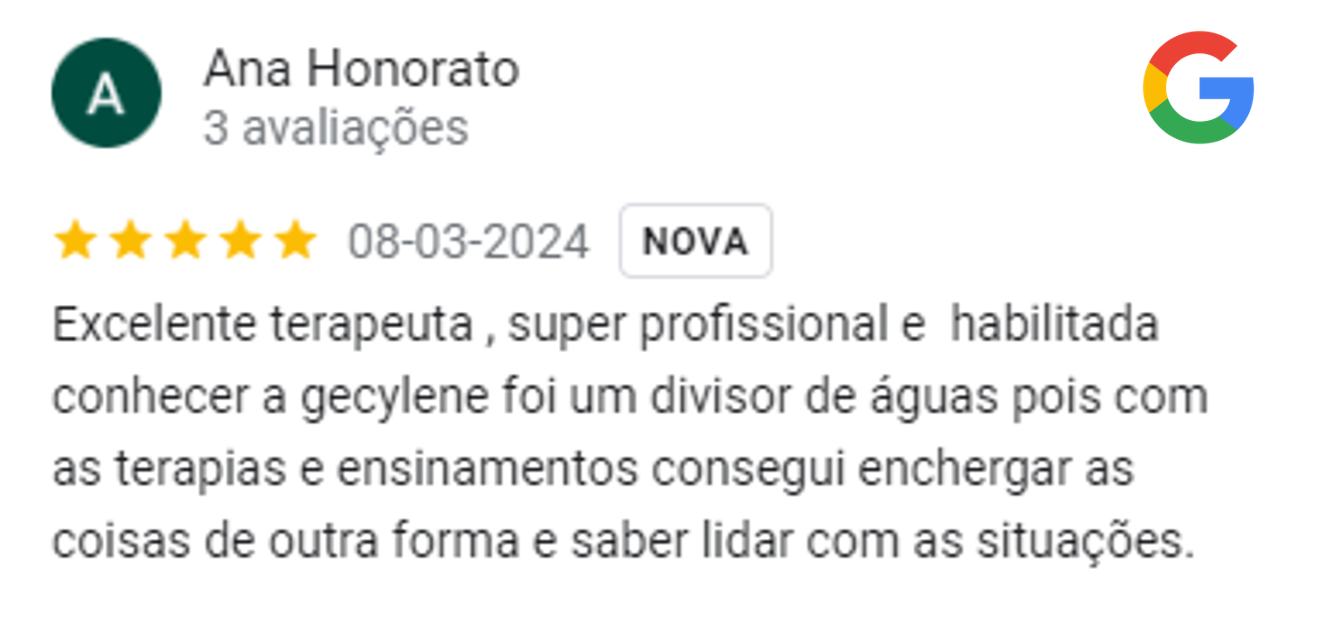 A
Ana Honorato
3 avaliações
G
08-03-2024 NOVA
Excelente terapeuta , super profissional e  habilitada
conhecer a gecylene foi um divisor de águas pois com
as terapias e ensinamentos consegui enchergar as
coisas de outra forma e saber lidar com as situações.